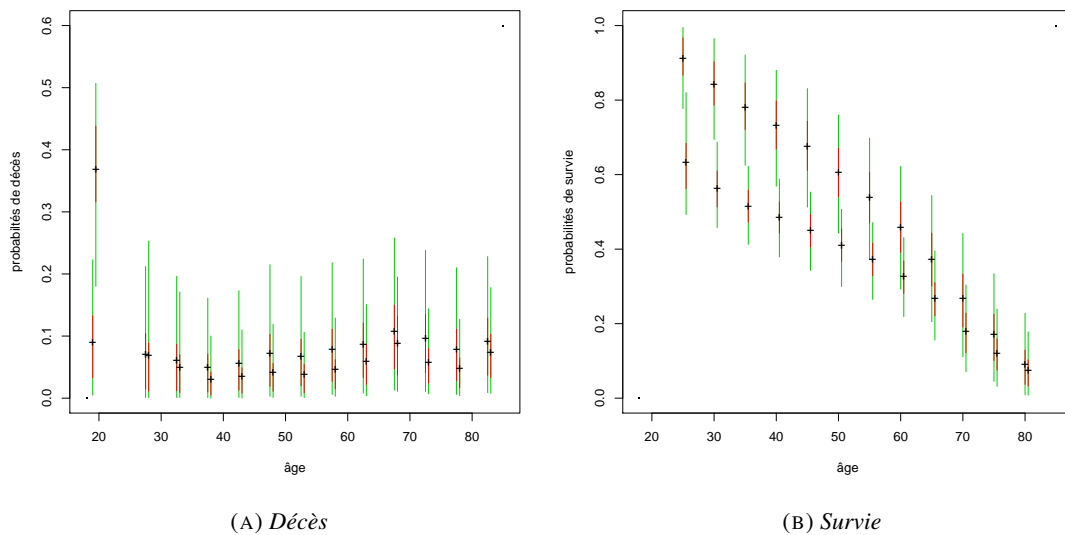 probabiltés de décès
0.0 0.1 0.2 0.3 0.4 0.5 0.6
20 30 40 50 60 70 80
âge
(A) Décès
probabilités de survie
0.0 0.2 0.4 0.6 0.8 1.0
20 30 40 50 60 70 80
âge
(B) Survie